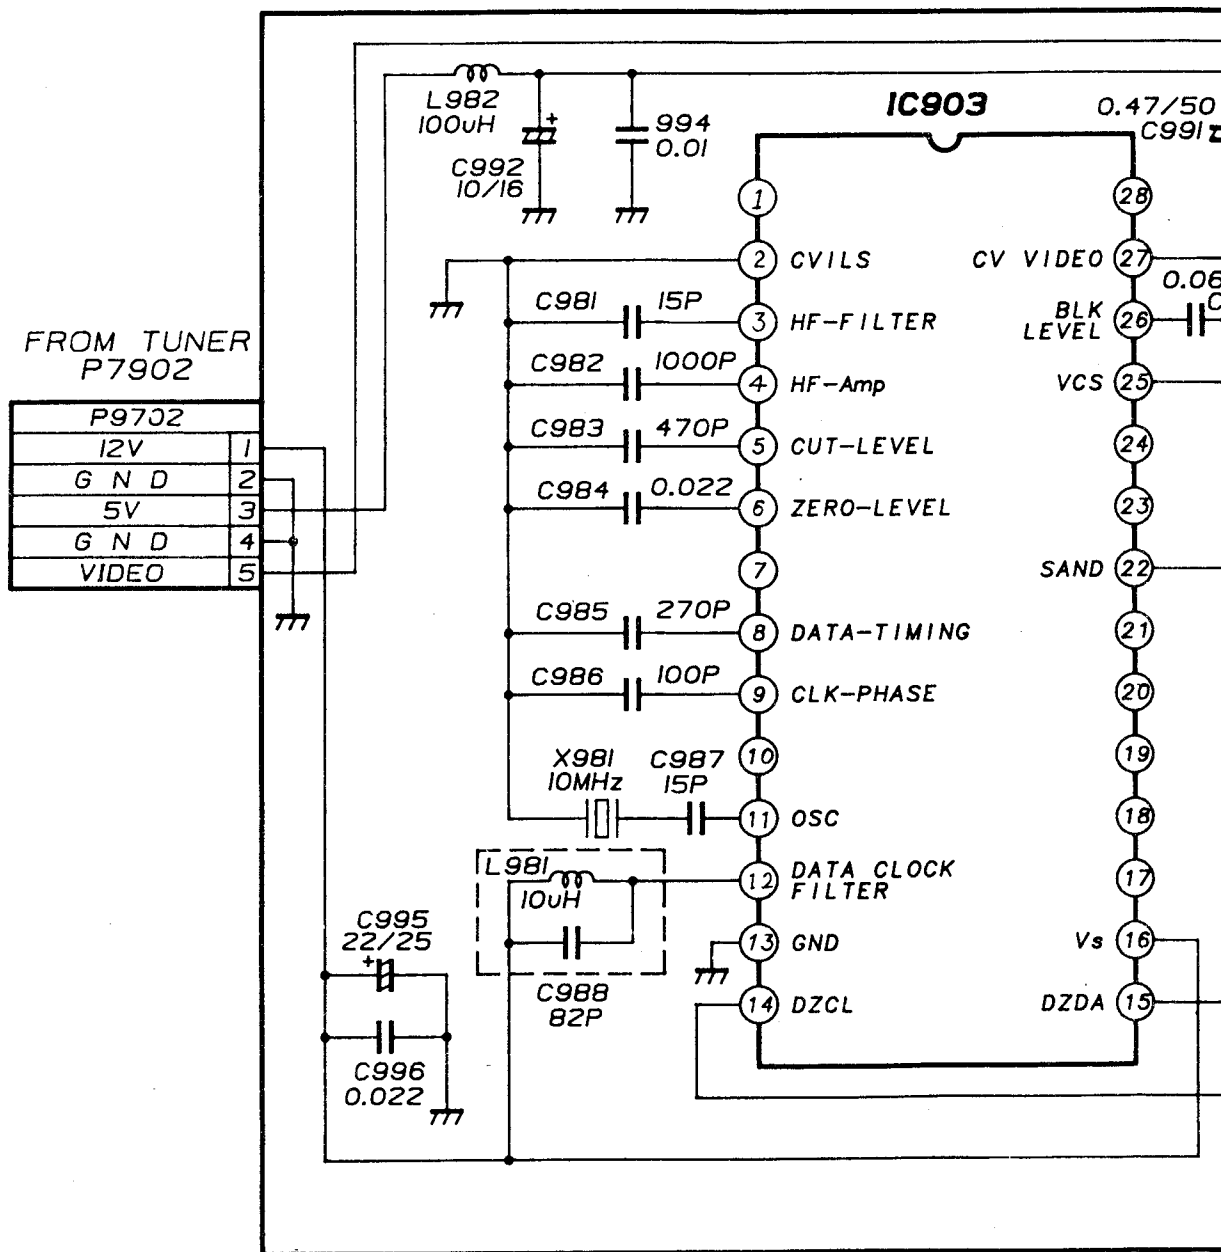 L982
100uH
C992
10/16
994
0.01
IC903
0.47/50
C991
1
28
2 CVILS
CV VIDEO 27
0.06
C981 15P 3 HF-FILTER
BLK
LEVEL 26
C982 1000P 4 HF-Amp
VCS 25
C983 470P 5 CUT-LEVEL
24
C984 0.022 6 ZERO-LEVEL
23
7
SAND 22
C985 270P 8 DATA-TIMING
21
C986 100P 9 CLK-PHASE
20
10
19
X981
10MHz
C987
15P
11 OSC
18
L981
10uH
12 DATA CLOCK
FILTER
17
C988
82P
13 GND
Vs 16
14 DZCL
DZDA 15
FROM TUNER
P7902
P9702
12V 1
G N D 2
5V 3
G N D 4
VIDEO 5
C995
22/25
C996
0.022